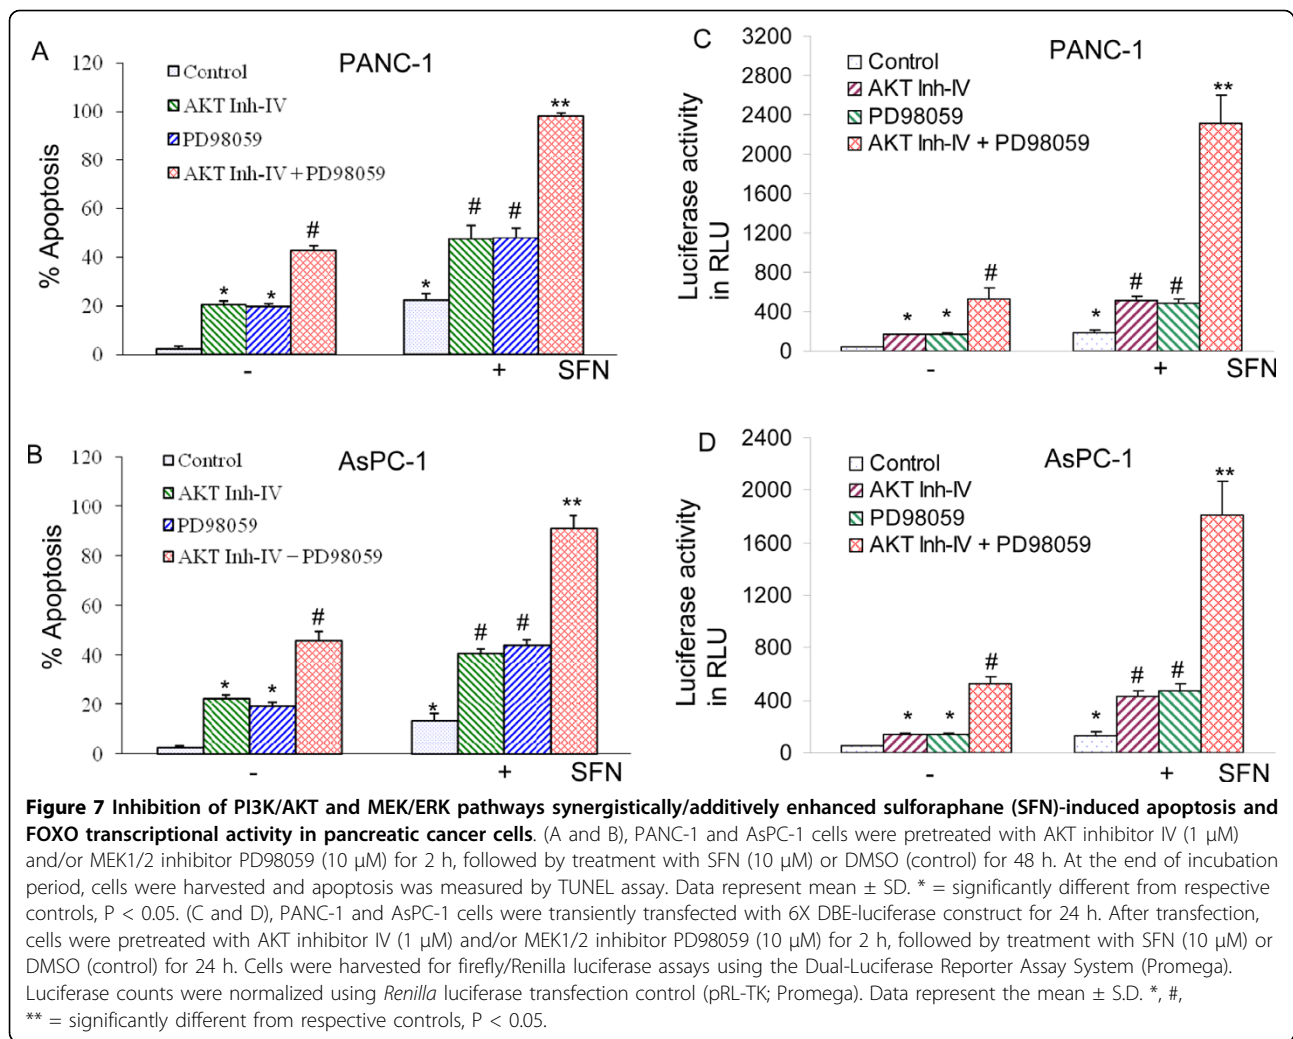 A
PANC-1
120
100
80
60
40
20
0
% Apoptosis
Control
AKT Inh-IV
PD98059
AKT Inh-IV+PD98059
*
*
#
*
#
#
**
-
+
SFN
C
PANC-1
3200
2800
2400
2000
1600
1200
800
400
0
Luciferase activity
in RLU
Control
AKT Inh-IV
PD98059
AKT Inh-IV + PD98059
*
*
#
*
#
#
**
-
+
SFN
B
AsPC-1
120
100
80
60
40
20
0
% Apoptosis
Control
AKT Inh-IV
PD98059
AKT Inh-IV−PD98059
*
*
#
*
#
#
**
-
+
SFN
D
AsPC-1
2400
2000
1600
1200
800
400
0
Luciferase activity
in RLU
Control
AKT Inh-IV
PD98059
AKT Inh-IV + PD98059
*
*
#
*
#
#
**
-
+
SFN
Figure 7 Inhibition of PI3K/AKT and MEK/ERK pathways synergistically/additively enhanced sulforaphane (SFN)-induced apoptosis and
FOXO transcriptional activity in pancreatic cancer cells. (A and B), PANC-1 and AsPC-1 cells were pretreated with AKT inhibitor IV (1 μM)
and/or MEK1/2 inhibitor PD98059 (10 μM) for 2 h, followed by treatment with SFN (10 μM) or DMSO (control) for 48 h. At the end of incubation
period, cells were harvested and apoptosis was measured by TUNEL assay. Data represent mean ± SD. * = significantly different from respective
controls, P < 0.05. (C and D), PANC-1 and AsPC-1 cells were transiently transfected with 6X DBE-luciferase construct for 24 h. After transfection,
cells were pretreated with AKT inhibitor IV (1 μM) and/or MEK1/2 inhibitor PD98059 (10 μM) for 2 h, followed by treatment with SFN (10 μM) or
DMSO (control) for 24 h. Cells were harvested for firefly/Renilla luciferase assays using the Dual-Luciferase Reporter Assay System (Promega).
Luciferase counts were normalized using Renilla luciferase transfection control (pRL-TK; Promega). Data represent the mean ± S.D. *, #,
** = significantly different from respective controls, P < 0.05.